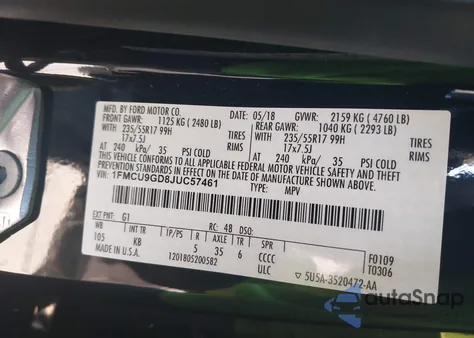 MFD. BY FORD MOTOR CO.
05/18 GVWR: 2159 KG ( 4760 LB)
FRONT GAWR: 1125 KG ( 2480 LB)
REAR GAWR: 1040 KG ( 2293 LB)
WITH 235/55R17 99H TIRES
WITH 235/55R17 99H TIRES
17x7.5J RIMS
17x7.5J RIMS
AT 240 kPa/ 35 PSI COLD
AT 240 kPa/ 35 PSI COLD
THIS VEHICLE CONFORMS TO ALL APPLICABLE FEDERAL MOTOR VEHICLE SAFETY AND THEFT PREVENTION STANDARDS IN EFFECT ON THE DATE OF MANUFACTURE SHOWN ABOVE.
VIN: 1FMCU9GD8JUC57461
TYPE: MPV
EXT PNT: G1 RC: 48 DSO:
WB INT TR TP/PS R AXLE TR SPR F0109
105 KB 5 35 6 T0306
CTE
1201805200582 ULC 5U5A-3520472-AA
autoSnap